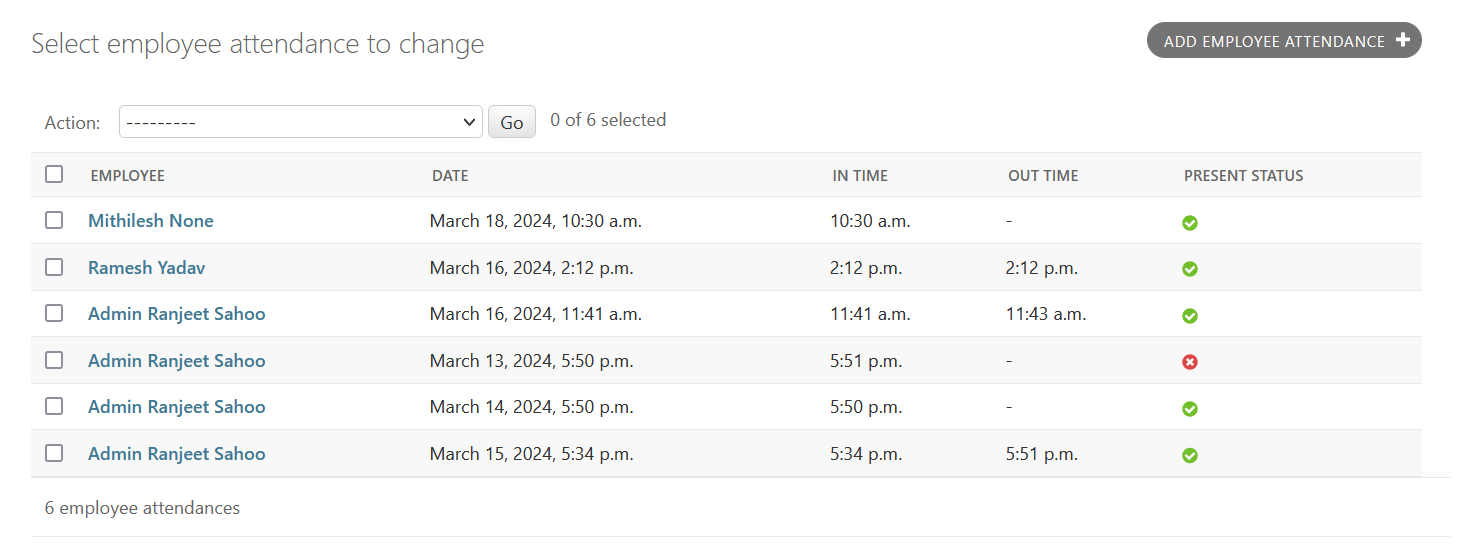 Select employee attendance to change
ADD EMPLOYEE ATTENDANCE +
Action: --------- Go 0 of 6 selected
EMPLOYEE DATE IN TIME OUT TIME PRESENT STATUS
Mithilesh None March 18, 2024, 10:30 a.m. 10:30 a.m. -
Ramesh Yadav March 16, 2024, 2:12 p.m. 2:12 p.m. 2:12 p.m.
Admin Ranjeet Sahoo March 16, 2024, 11:41 a.m. 11:41 a.m. 11:43 a.m.
Admin Ranjeet Sahoo March 13, 2024, 5:50 p.m. 5:51 p.m. -
Admin Ranjeet Sahoo March 14, 2024, 5:50 p.m. 5:50 p.m. -
Admin Ranjeet Sahoo March 15, 2024, 5:34 p.m. 5:34 p.m. 5:51 p.m.
6 employee attendances